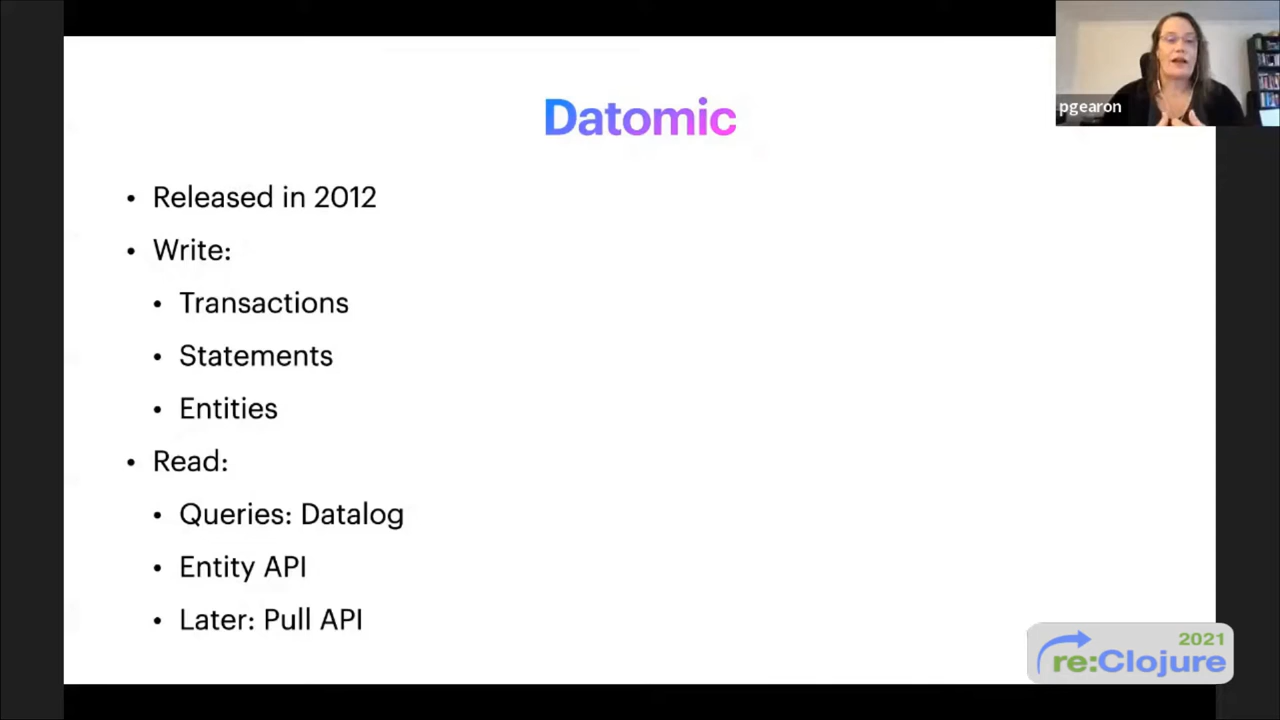 Datomic
pgearon
• Released in 2012
• Write:
• Transactions
• Statements
• Entities
• Read:
• Queries: Datalog
• Entity API
• Later: Pull API
2021
re:Clojure